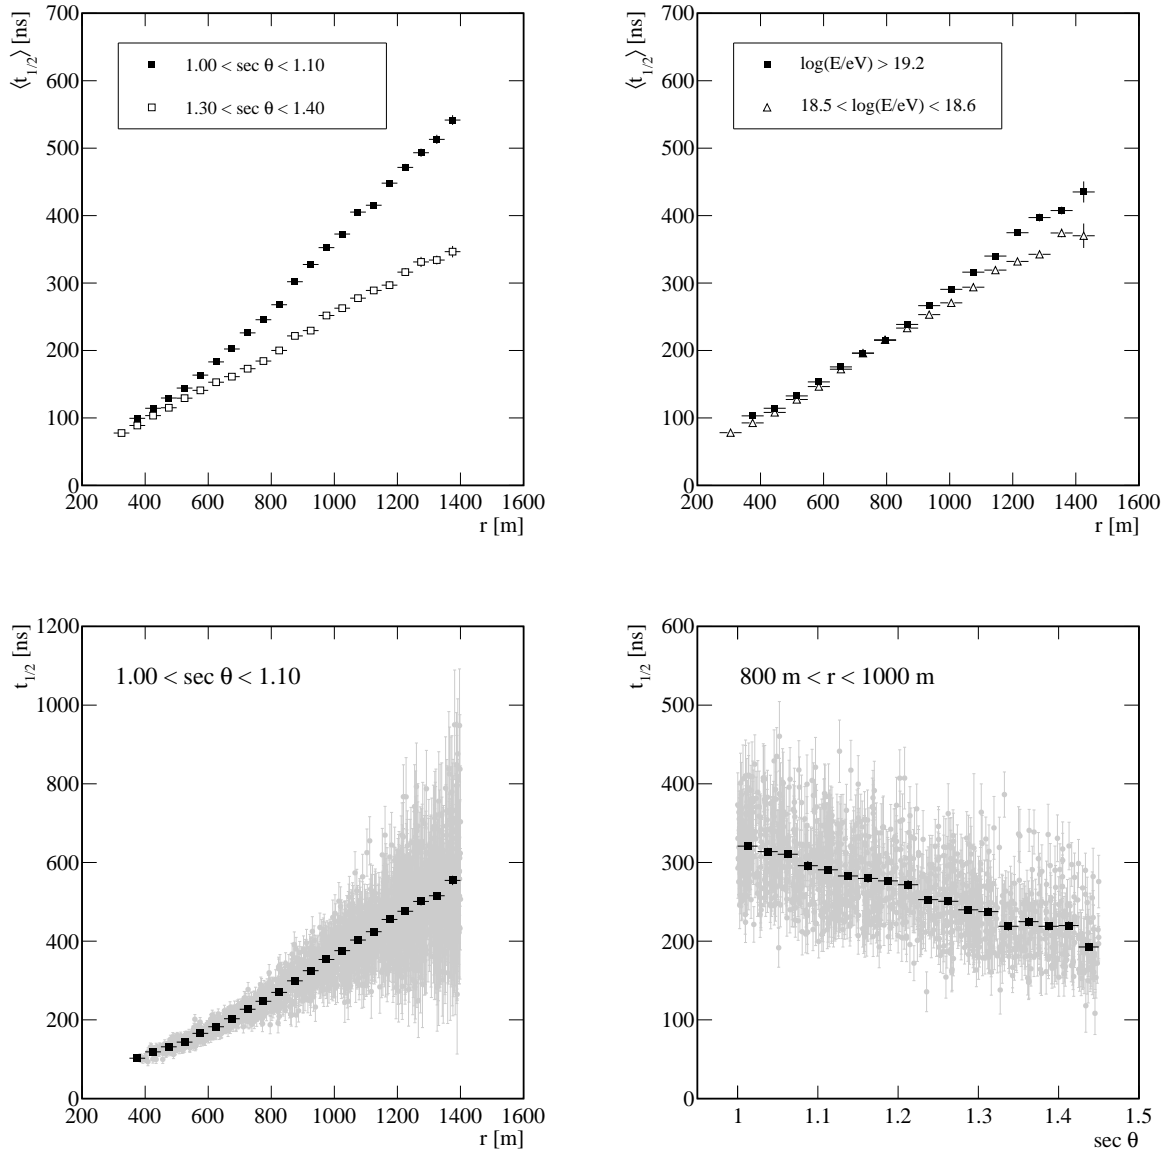 ⟨t1/2⟩ [ns]
700
600
500
400
300
200
100
0
1.00 < sec θ < 1.10
1.30 < sec θ < 1.40
200 400 600 800 1000 1200 1400 1600
r [m]
⟨t1/2⟩ [ns]
700
600
500
400
300
200
100
0
log(E/eV) > 19.2
18.5 < log(E/eV) < 18.6
200 400 600 800 1000 1200 1400 1600
r [m]
t1/2 [ns]
1200
1000
800
600
400
200
0
1.00 < sec θ < 1.10
200 400 600 800 1000 1200 1400 1600
r [m]
t1/2 [ns]
600
500
400
300
200
100
0
800 m < r < 1000 m
1 1.1 1.2 1.3 1.4 1.5
sec θ